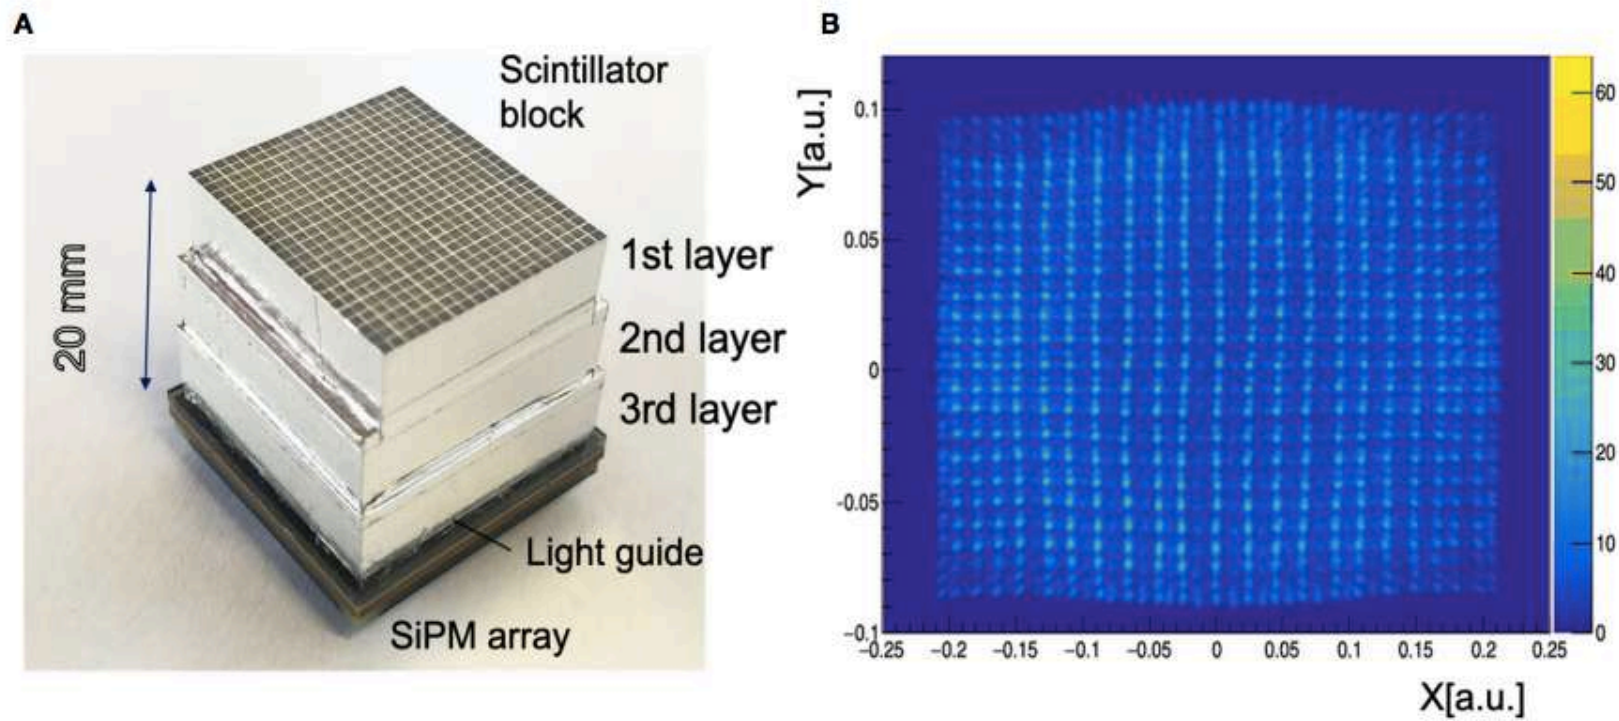 A
Scintillator
block
1st layer
2nd layer
3rd layer
20 mm
Light guide
SiPM array
B
Y[a.u.]
0.1
0.05
0
−0.05
−0.1
−0.25 −0.2 −0.15 −0.1 −0.05 0 0.05 0.1 0.15 0.2 0.25
X[a.u.]
60
50
40
30
20
10
0